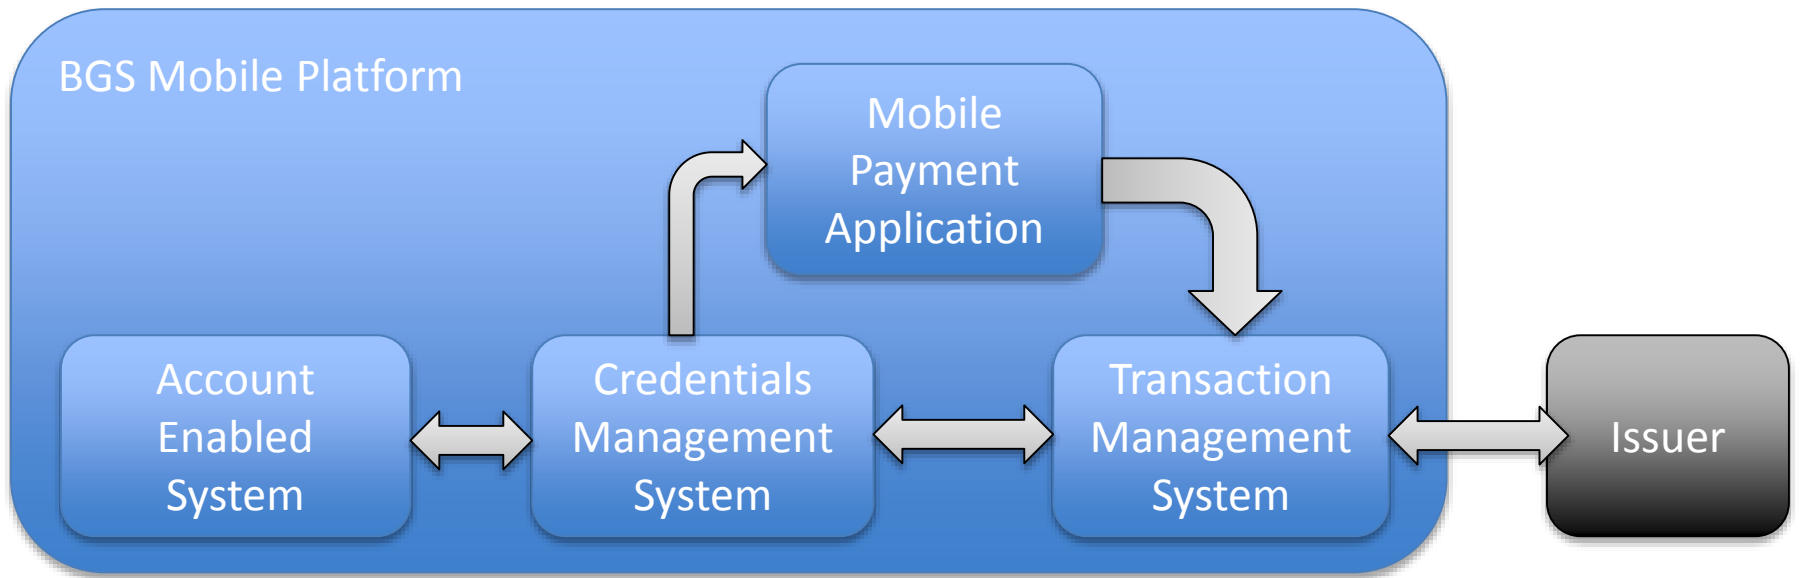 BGS Mobile Platform
Mobile
Payment
Application
Account
Enabled
System
Credentials
Management
System
Transaction
Management
System
Issuer